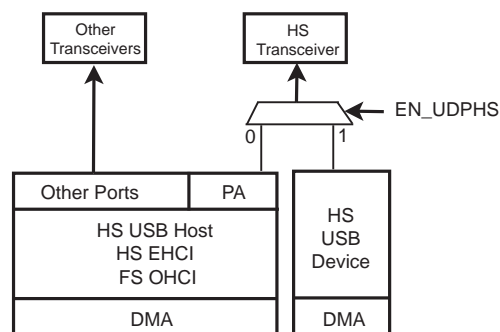 Other
Transceivers
HS
Transceiver
EN_UDPHS
0 1
Other Ports PA
HS USB Host
HS EHCI
FS OHCI
DMA
HS
USB
Device
DMA